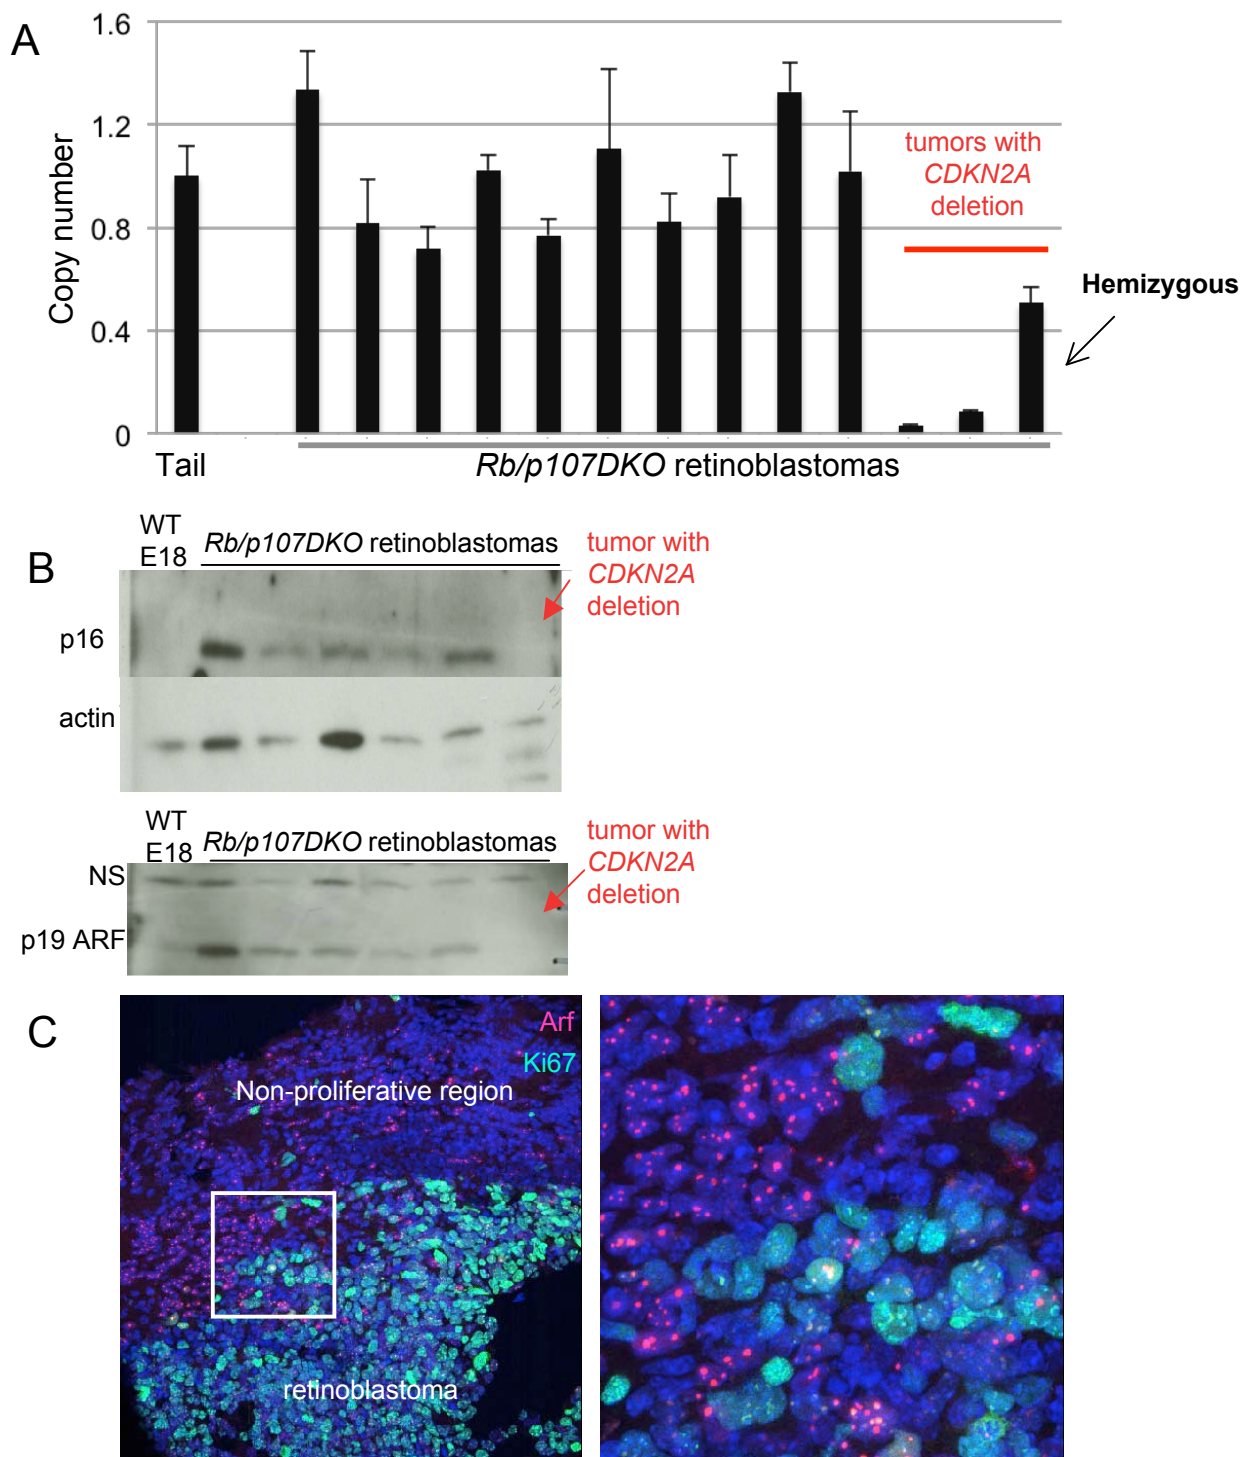 A
Copy number
1.6
1.2
0.8
0.4
0
tumors with
CDKN2A
deletion
Hemizygous
Tail
Rb/p107DKO retinoblastomas
B
WT
E18
Rb/p107DKO retinoblastomas
tumor with
CDKN2A
deletion
p16
actin
WT
E18
Rb/p107DKO retinoblastomas
tumor with
CDKN2A
deletion
NS
p19 ARF
C
Arf
Ki67
Non-proliferative region
retinoblastoma